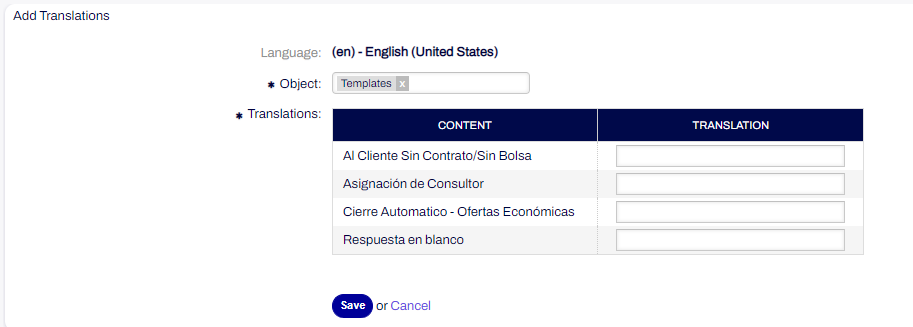 Add Translations
Language: (en) - English (United States)
* Object: Templates x
* Translations:
CONTENT TRANSLATION
Al Cliente Sin Contrato/Sin Bolsa
Asignación de Consultor
Cierre Automatico - Ofertas Económicas
Respuesta en blanco
Save or Cancel